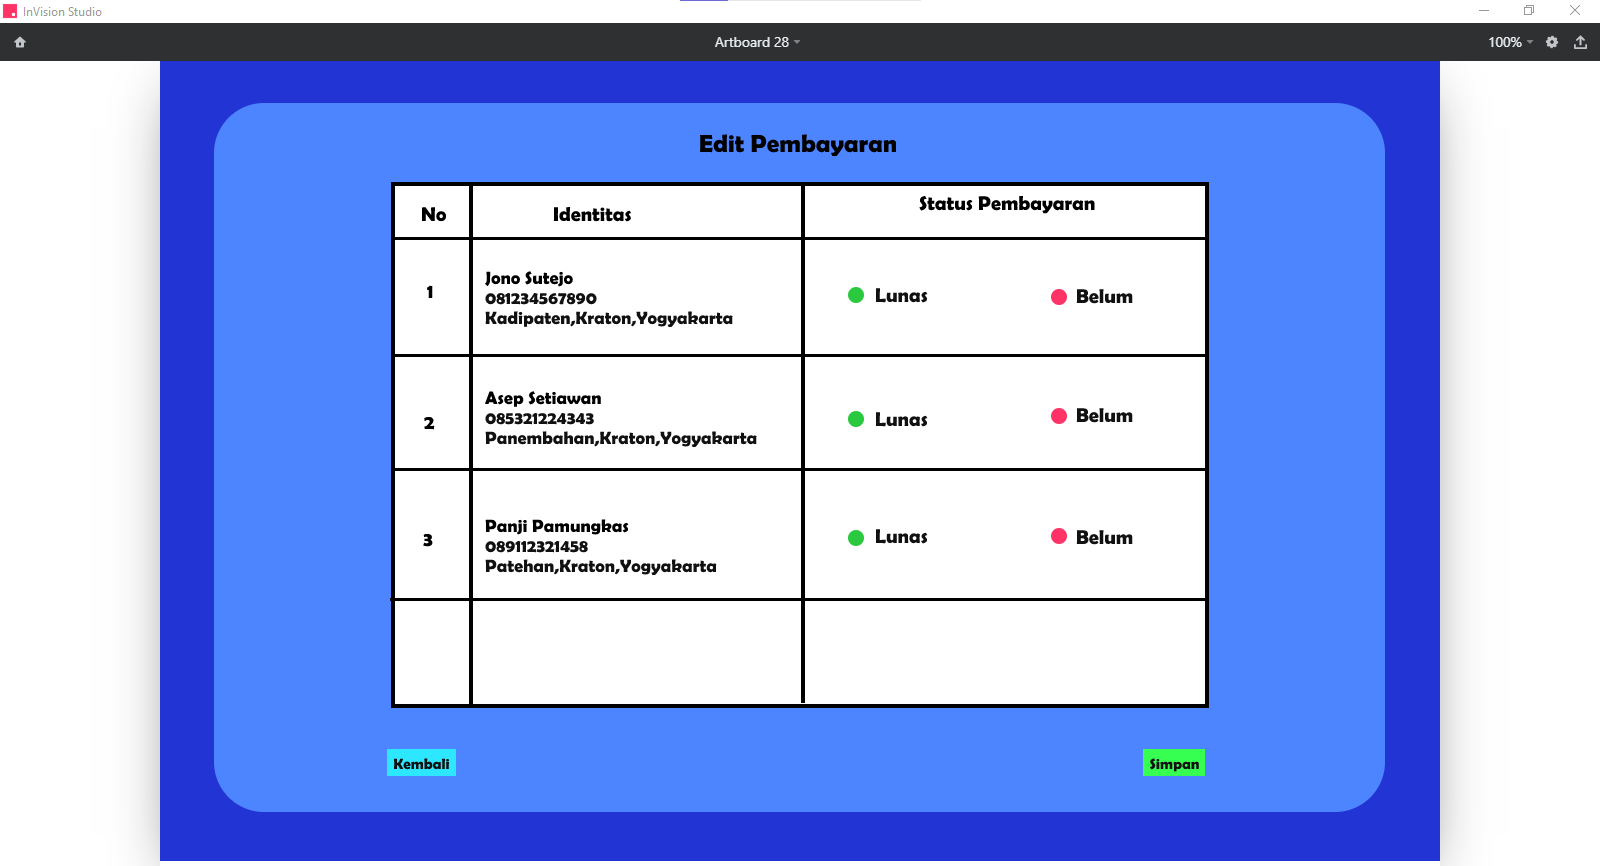 InVision Studio
Artboard 28
100%
Edit Pembayaran
No
Identitas
Status Pembayaran
1
Jono Sutejo
081234567890
Kadipaten,Kraton,Yogyakarta
Lunas
Belum
2
Asep Setiawan
085321224343
Panembahan,Kraton,Yogyakarta
Lunas
Belum
3
Panji Pamungkas
089112321458
Patehan,Kraton,Yogyakarta
Lunas
Belum
Kembali
Simpan